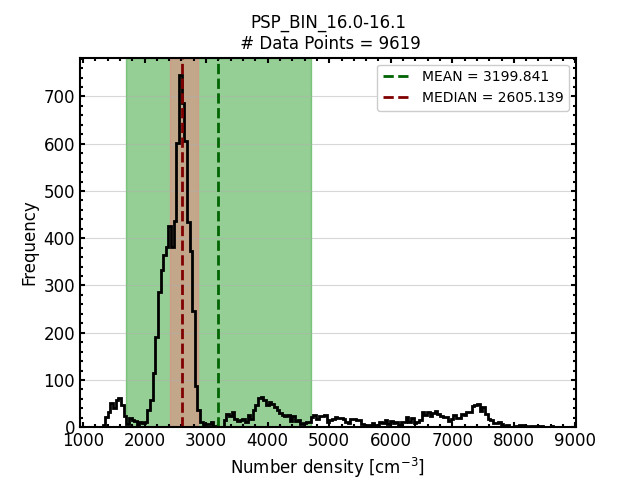 PSP_BIN_16.0-16.1
# Data Points = 9619
MEAN = 3199.841
MEDIAN = 2605.139
Frequency
700
600
500
400
300
200
100
0
1000 2000 3000 4000 5000 6000 7000 8000 9000
Number density [cm⁻³]